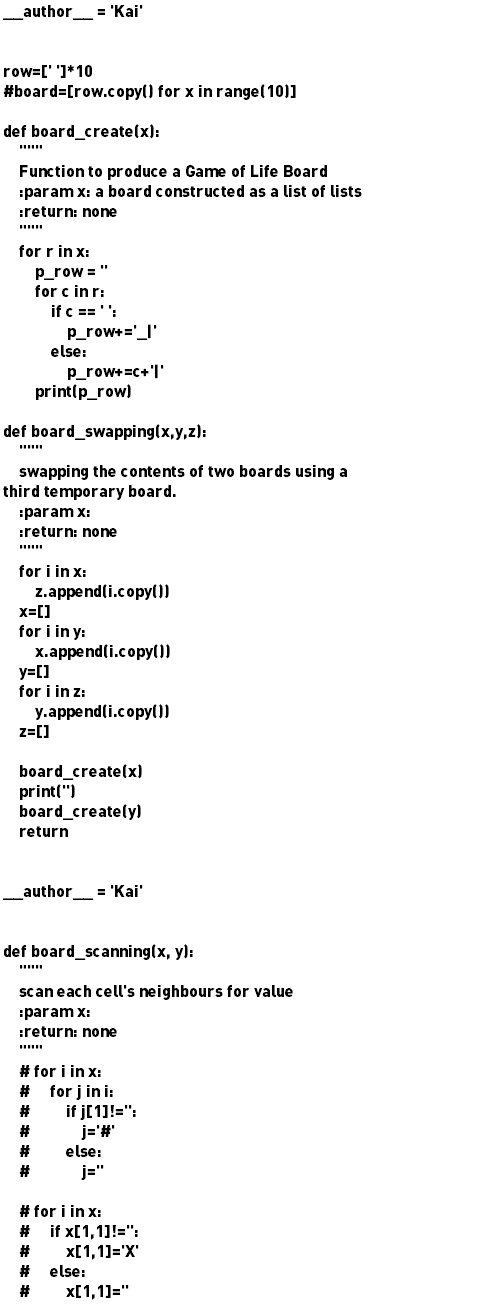 __author__ = 'Kai'
row=[' ']*10
#board=[row.copy() for x in range(10)]
def board_create(x):
    """
    Function to produce a Game of Life Board
    :param x: a board constructed as a list of lists
    :return: none
    """
    for r in x:
        p_row = ''
        for c in r:
            if c == ' ':
                p_row+='_|'
            else:
                p_row+=c+'|'
        print(p_row)
def board_swapping(x,y,z):
    """
    swapping the contents of two boards using a
third temporary board.
    :param x:
    :return: none
    """
    for i in x:
        z.append(i.copy())
    x=[]
    for i in y:
        x.append(i.copy())
    y=[]
    for i in z:
        y.append(i.copy())
    z=[]
    board_create(x)
    print('')
    board_create(y)
    return
__author__ = 'Kai'
def board_scanning(x, y):
    """
    scan each cell's neighbours for value
    :param x:
    :return: none
    """
    # for i in x:
    #     for j in i:
    #         if j[1]!='':
    #             j='#'
    #         else:
    #             j=''
    # for i in x:
    #     if x[1,1]!='':
    #         x[1,1]='X'
    #     else:
    #         x[1,1]=''